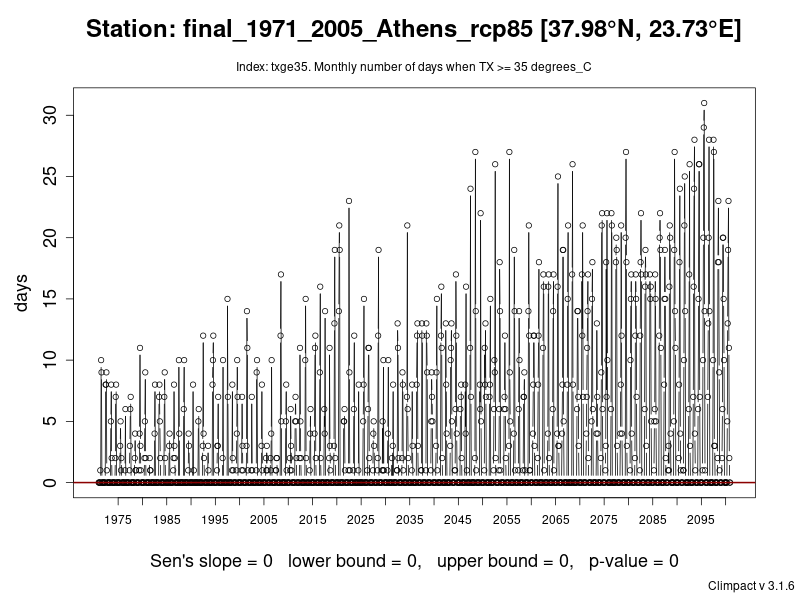 Station: final_1971_2005_Athens_rcp85 [37.98°N, 23.73°E]
Index: txge35. Monthly number of days when TX >= 35 degrees_C
30
25
20
15
10
5
0
days
1975 1985 1995 2005 2015 2025 2035 2045 2055 2065 2075 2085 2095
Sen's slope = 0 lower bound = 0, upper bound = 0, p-value = 0
Climpact v 3.1.6